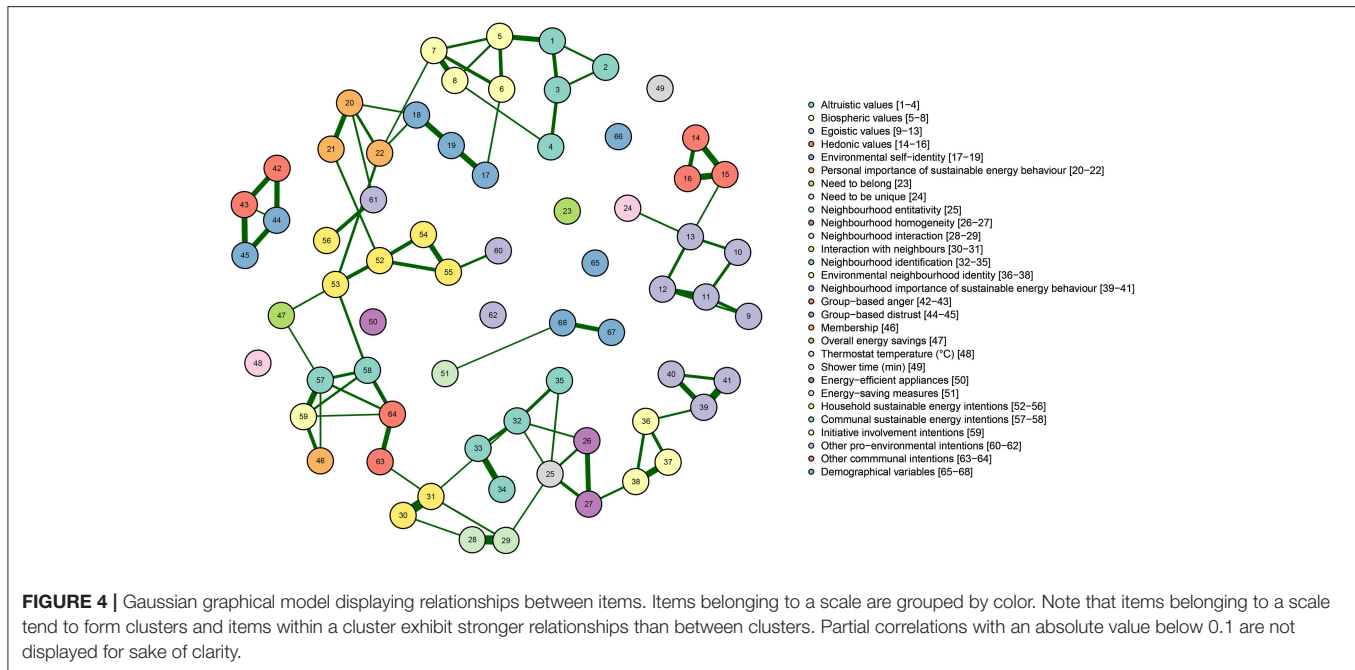 5
1
7
2
8
6
3
49
20
18
66
14
21
22
19
4
16
15
17
42
43
61
23
24
44
56
54
13
45
52
60
10
55
65
53
12
11
9
47
50
62
68
67
48
58
51
57
35
40
41
59
64
32
36
39
46
63
33
26
25
37
34
38
31
27
30
28
29
Altruistic values [1–4]
Biospheric values [5–8]
Egoistic values [9–13]
Hedonic values [14–16]
Environmental self-identity [17–19]
Personal importance of sustainable energy behaviour [20–22]
Need to belong [23]
Need to be unique [24]
Neighbourhood entitativity [25]
Neighbourhood homogeneity [26–27]
Neighbourhood interaction [28–29]
Interaction with neighbours [30–31]
Neighbourhood identification [32–35]
Environmental neighbourhood identity [36–38]
Neighbourhood importance of sustainable energy behaviour [39–41]
Group-based anger [42–43]
Group-based distrust [44–45]
Membership [46]
Overall energy savings [47]
Thermostat temperature (°C) [48]
Shower time (min) [49]
Energy-efficient appliances [50]
Energy-saving measures [51]
Household sustainable energy intentions [52–56]
Communal sustainable energy intentions [57–58]
Initiative involvement intentions [59]
Other pro-environmental intentions [60–62]
Other commmunal intentions [63–64]
Demographical variables [65–68]
FIGURE 4 | Gaussian graphical model displaying relationships between items. Items belonging to a scale are grouped by color. Note that items belonging to a scale
tend to form clusters and items within a cluster exhibit stronger relationships than between clusters. Partial correlations with an absolute value below 0.1 are not
displayed for sake of clarity.